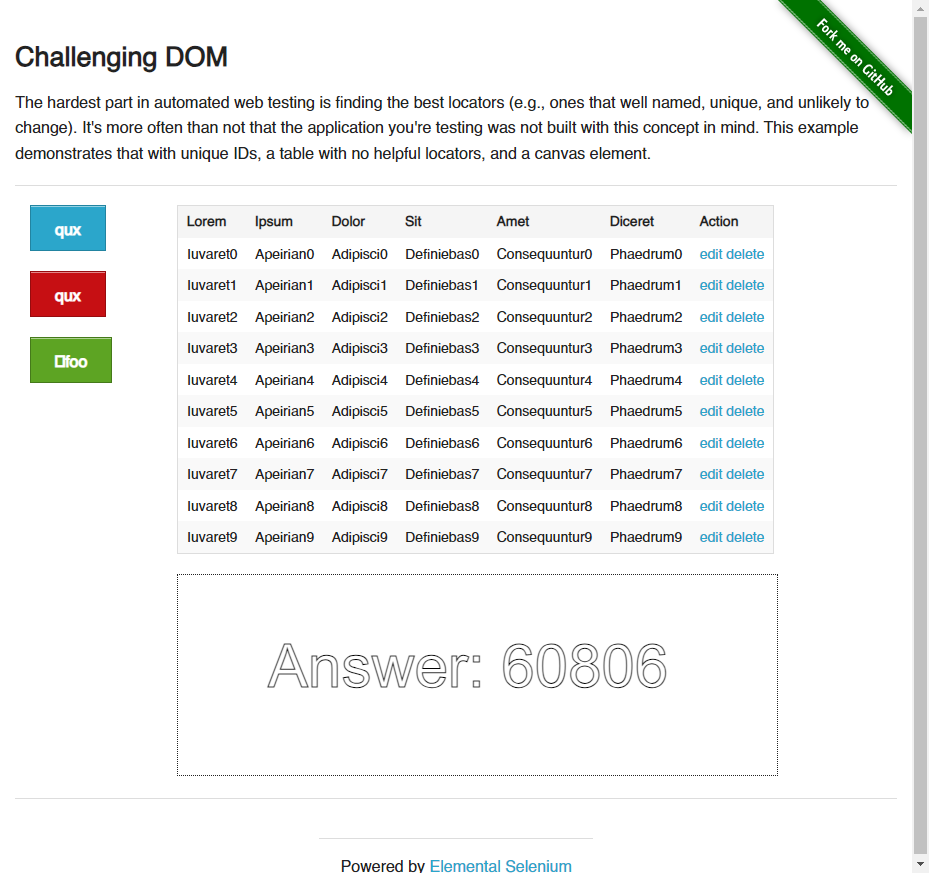 Fork me on GitHub
Challenging DOM
The hardest part in automated web testing is finding the best locators (e.g., ones that well named, unique, and unlikely to
change). It's more often than not that the application you're testing was not built with this concept in mind. This example
demonstrates that with unique IDs, a table with no helpful locators, and a canvas element.
qux
qux
foo
Lorem Ipsum Dolor Sit Amet Diceret Action
Iuvaret0 Apeirian0 Adipisci0 Definiebas0 Consequuntur0 Phaedrum0 edit delete
Iuvaret1 Apeirian1 Adipisci1 Definiebas1 Consequuntur1 Phaedrum1 edit delete
Iuvaret2 Apeirian2 Adipisci2 Definiebas2 Consequuntur2 Phaedrum2 edit delete
Iuvaret3 Apeirian3 Adipisci3 Definiebas3 Consequuntur3 Phaedrum3 edit delete
Iuvaret4 Apeirian4 Adipisci4 Definiebas4 Consequuntur4 Phaedrum4 edit delete
Iuvaret5 Apeirian5 Adipisci5 Definiebas5 Consequuntur5 Phaedrum5 edit delete
Iuvaret6 Apeirian6 Adipisci6 Definiebas6 Consequuntur6 Phaedrum6 edit delete
Iuvaret7 Apeirian7 Adipisci7 Definiebas7 Consequuntur7 Phaedrum7 edit delete
Iuvaret8 Apeirian8 Adipisci8 Definiebas8 Consequuntur8 Phaedrum8 edit delete
Iuvaret9 Apeirian9 Adipisci9 Definiebas9 Consequuntur9 Phaedrum9 edit delete
Answer: 60806
Powered by Elemental Selenium